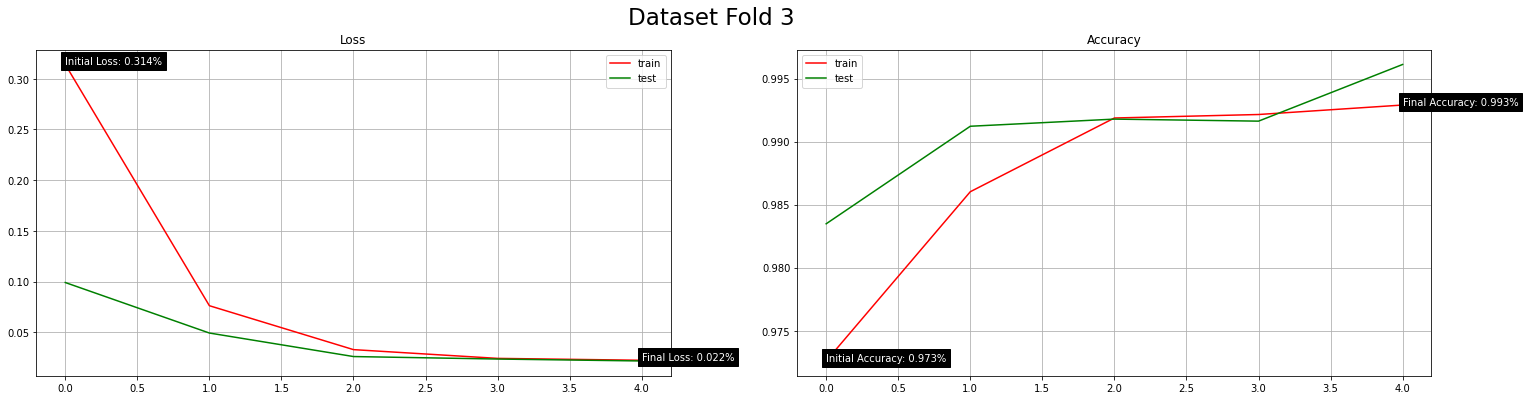 Dataset Fold 3
Loss
Initial Loss: 0.314%
train
test
0.30
0.25
0.20
0.15
0.10
0.05
Final Loss: 0.022%
0.0 0.5 1.0 1.5 2.0 2.5 3.0 3.5 4.0
Accuracy
train
test
0.995
0.990
0.985
0.980
0.975
Final Accuracy: 0.993%
Initial Accuracy: 0.973%
0.0 0.5 1.0 1.5 2.0 2.5 3.0 3.5 4.0